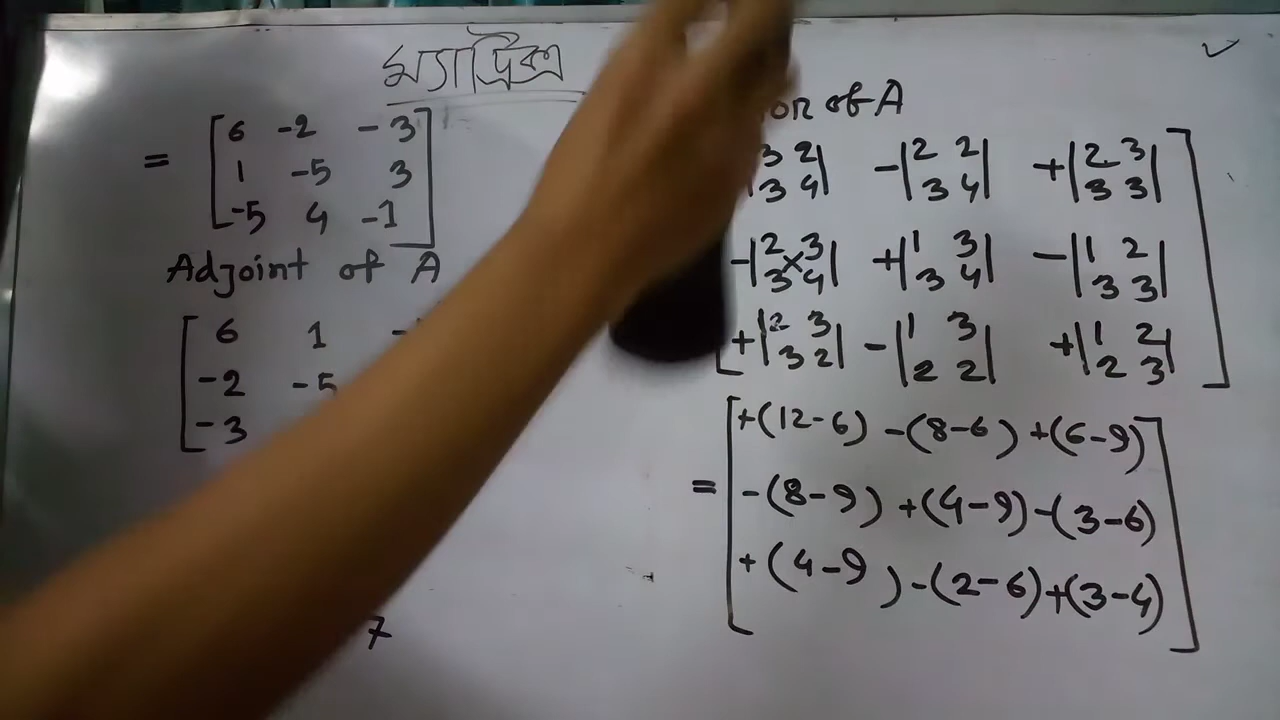 ম্যাট্রিক্স
= [6 -2 -3
1 -5 3
-5 4 -1]
Adjoint of A
[6 1
-2 -5
-3
7
of A
|3 2 / 3 4| -|2 2 / 3 4| +|2 3 / 3 3|
-|2 3 / 3 4| +|1 3 / 3 4| -|1 2 / 3 3|
+|2 3 / 3 2| -|1 3 / 2 2| +|1 2 / 2 3|
= [+(12-6) -(8-6) +(6-9)
-(8-9) +(4-9) -(3-6)
+(4-9) -(2-6) +(3-4)]